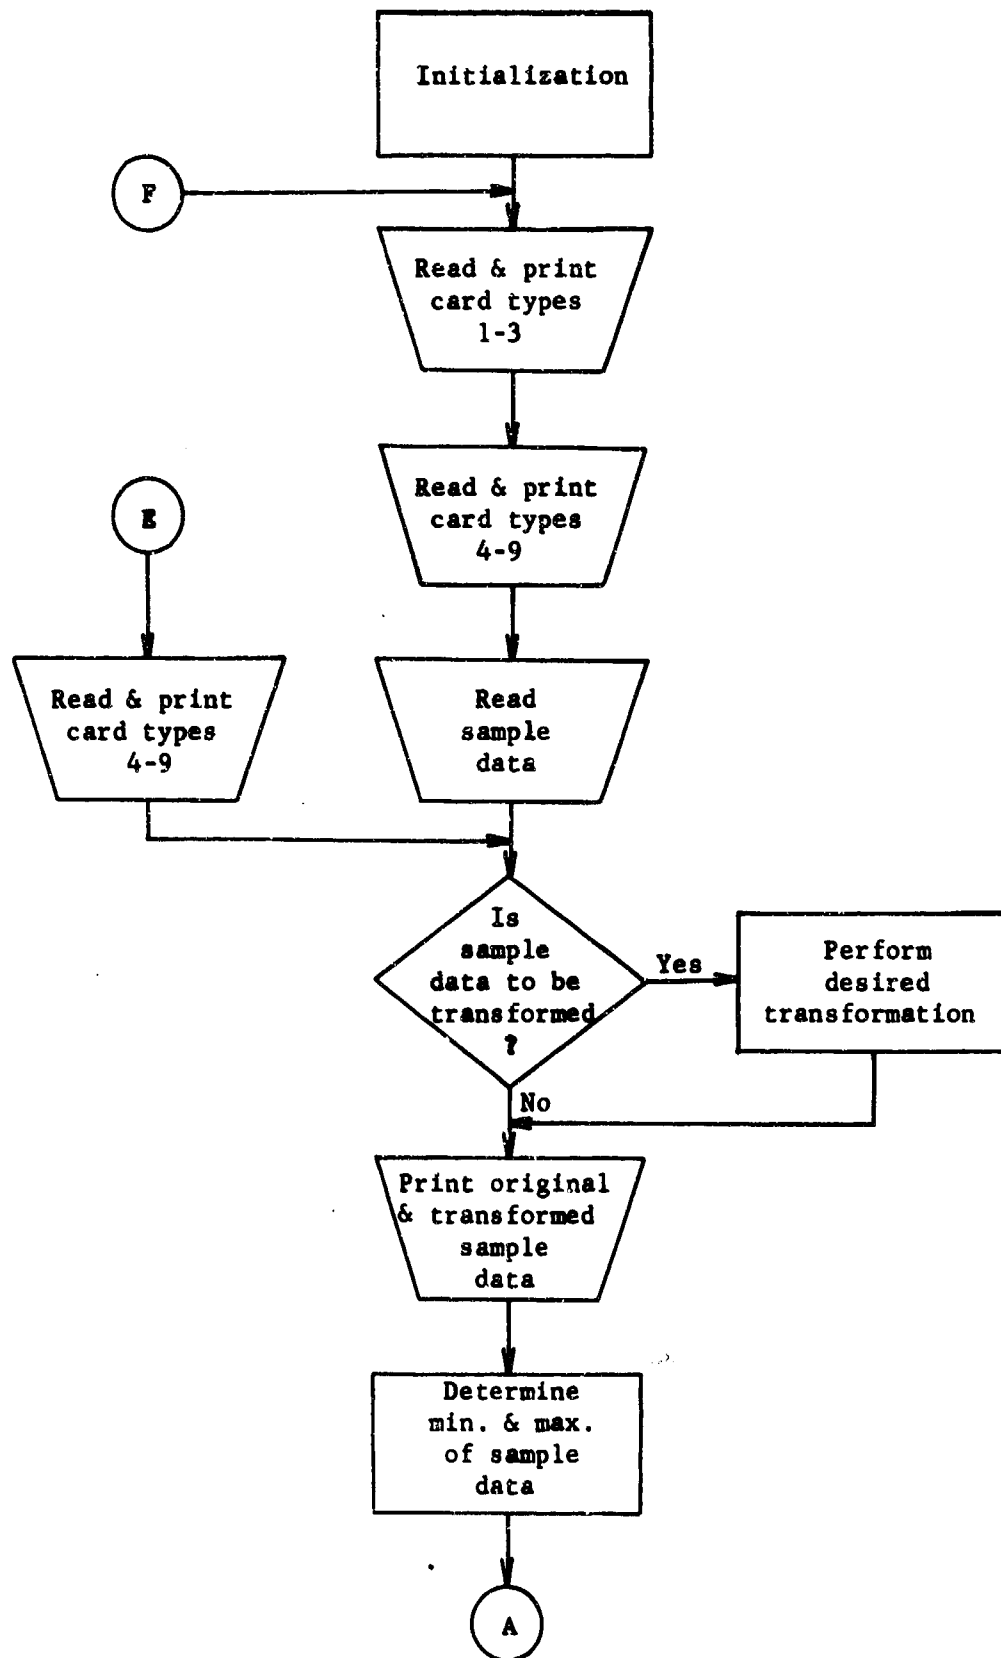 Initialization
F
Read & print
card types
1-3
Read & print
card types
4-9
E
Read & print
card types
4-9
Read
sample
data
Is
sample
data to be
transformed
?
Yes
Perform
desired
transformation
No
Print original
& transformed
sample
data
Determine
min. & max.
of sample
data
A